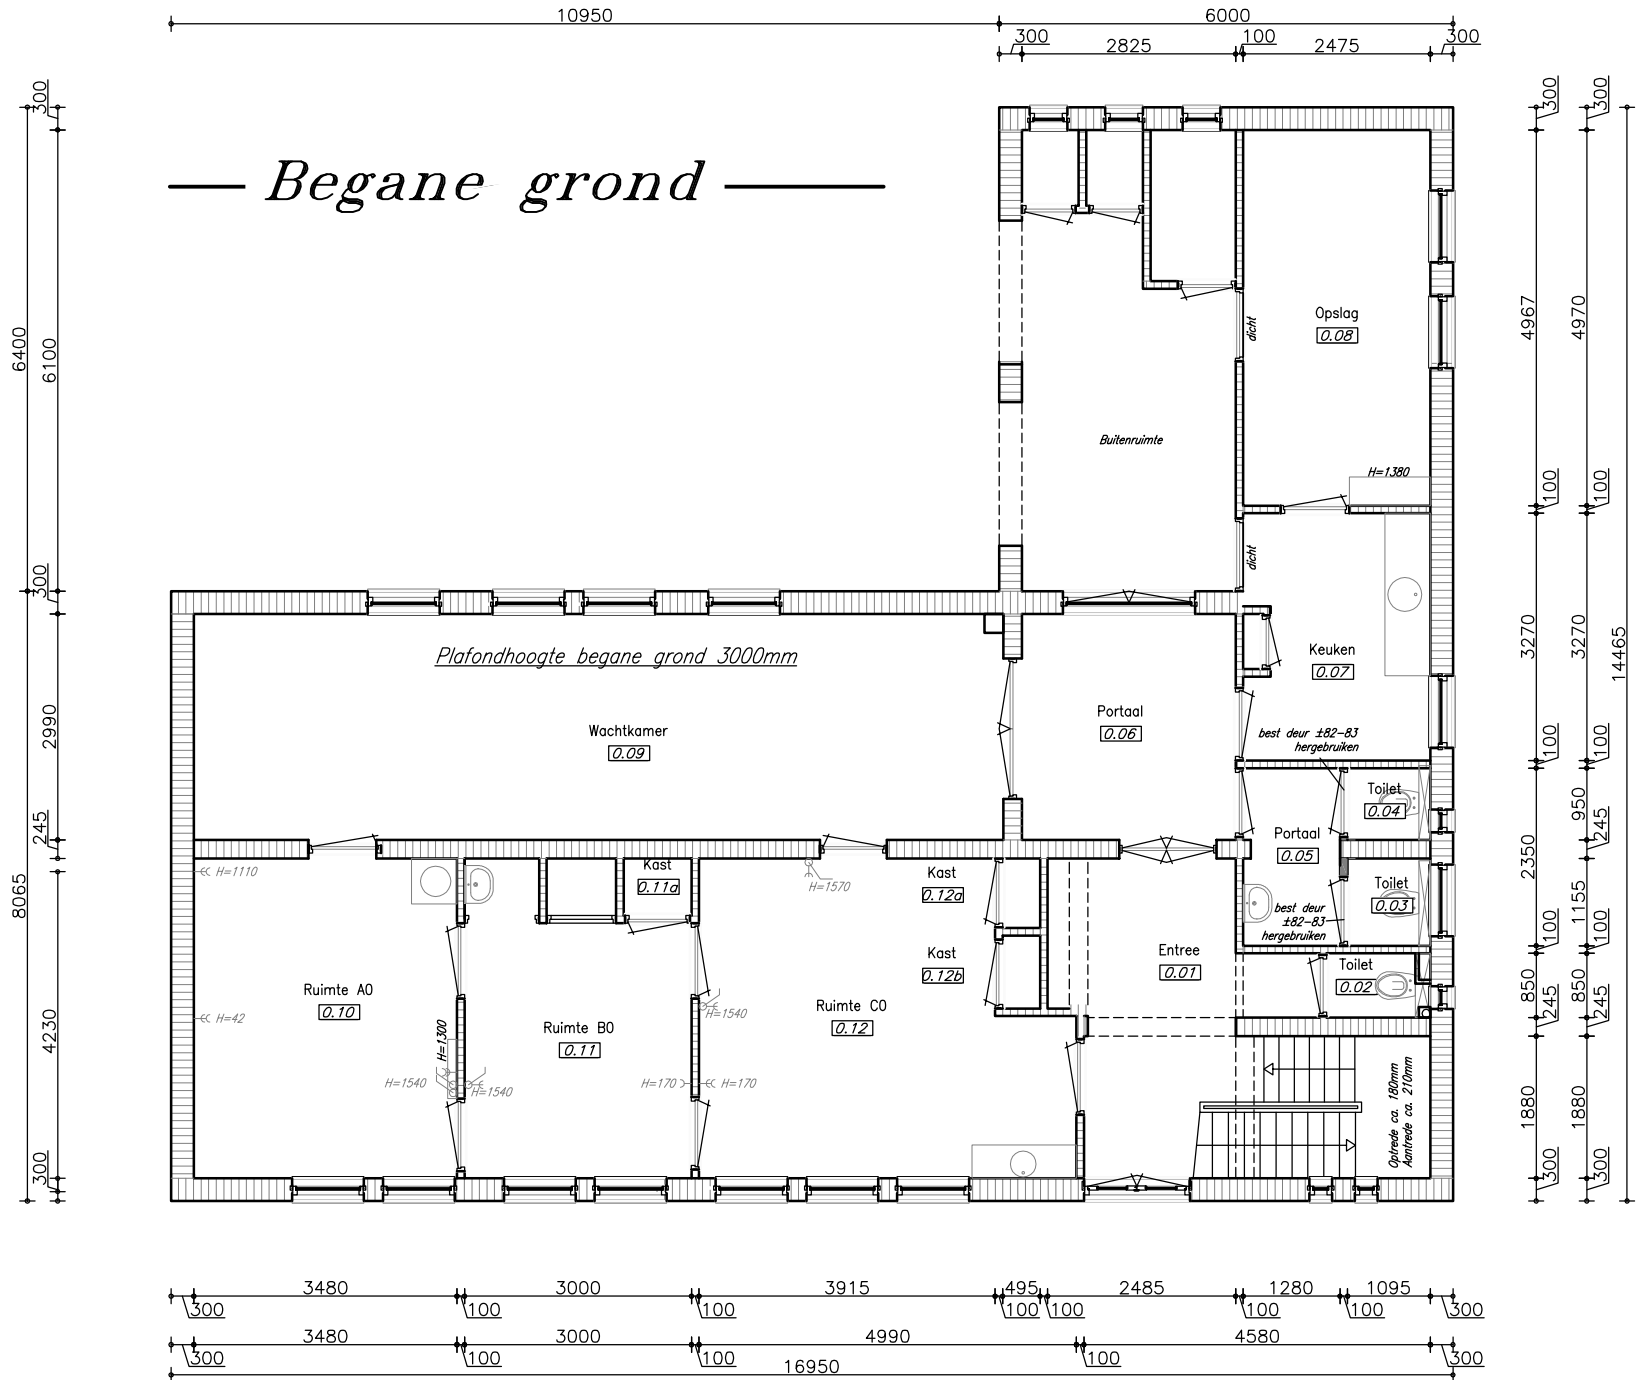 10950
6000
300
2825
100
2475
300
Begane grond
300
6400
6100
300
2990
245
8065
4230
300
300
4967
100
3270
100
2350
100
850
245
1880
300
300
4970
100
3270
100
950
245
1155
100
850
245
1880
300
14465
Opslag
0.08
dicht
Buitenruimte
H=1380
dicht
Keuken
0.07
Plafondhoogte begane grond 3000mm
Wachtkamer
0.09
Portaal
0.06
best deur ±82-83
hergebruiken
Toilet
0.04
Portaal
0.05
Toilet
0.03
best deur
±82-83
hergebruiken
Kast
0.11a
H=1110
H=1570
Kast
0.12a
Kast
0.12b
Entree
0.01
Toilet
0.02
Ruimte A0
0.10
H=42
Ruimte B0
0.11
Ruimte C0
0.12
H=1540
H=1300
H=1540
H=1540
H=170
H=170
Optrede ca. 180mm
Aantrede ca. 210mm
3480
3000
3915
495
2485
1280
1095
300
100
100
100
100
100
100
300
3480
3000
4990
4580
300
100
100
100
300
16950